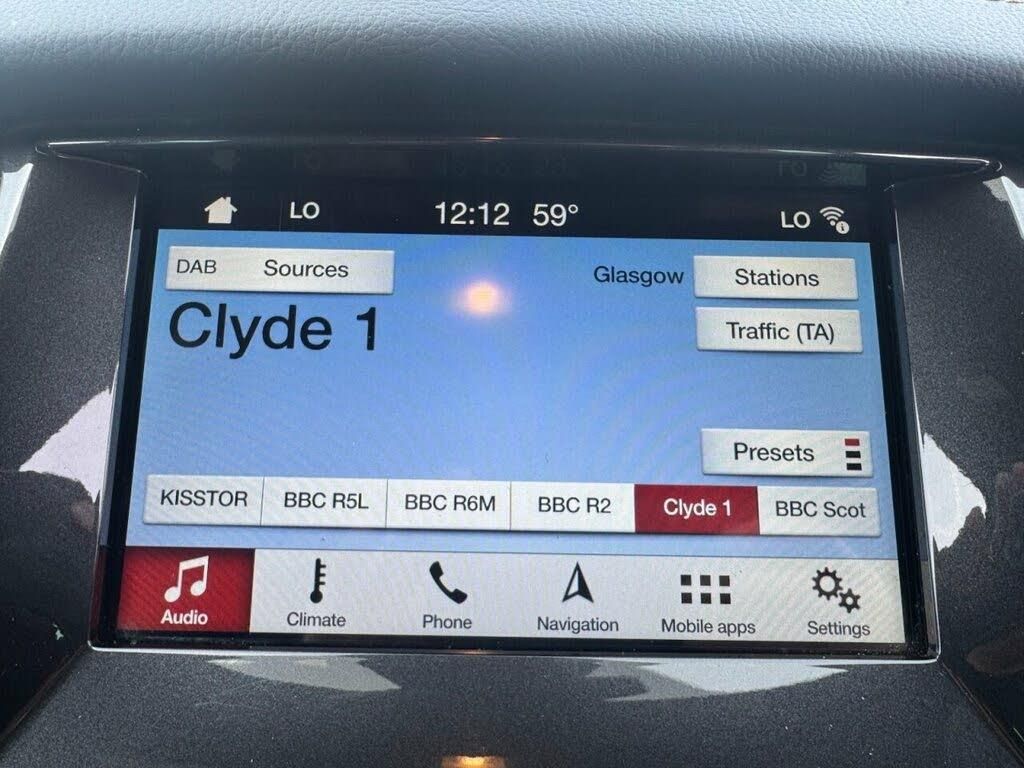 LO 12:12 59° LO
DAB Sources Glasgow Stations
Clyde 1
Traffic (TA)
Presets
KISSTOR BBC R5L BBC R6M BBC R2 Clyde 1 BBC Scot
Audio Climate Phone Navigation Mobile apps Settings